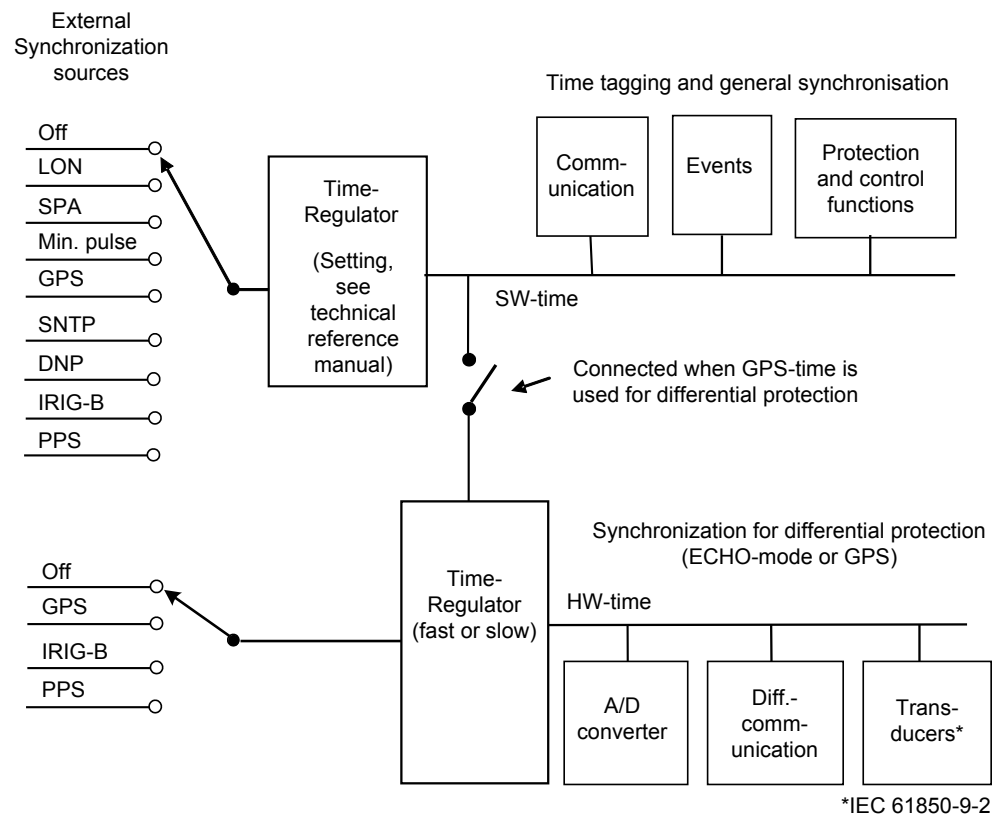 External
Synchronization
sources
Time tagging and general synchronisation
Off
LON
SPA
Min. pulse
GPS
SNTP
DNP
IRIG-B
PPS
Time-
Regulator
(Setting,
see
technical
reference
manual)
Comm-
unication
Events
Protection
and control
functions
SW-time
Connected when GPS-time is
used for differential protection
Synchronization for differential protection
(ECHO-mode or GPS)
Off
GPS
IRIG-B
PPS
Time-
Regulator
(fast or slow)
HW-time
A/D
converter
Diff.-
comm-
unication
Trans-
ducers*
*IEC 61850-9-2